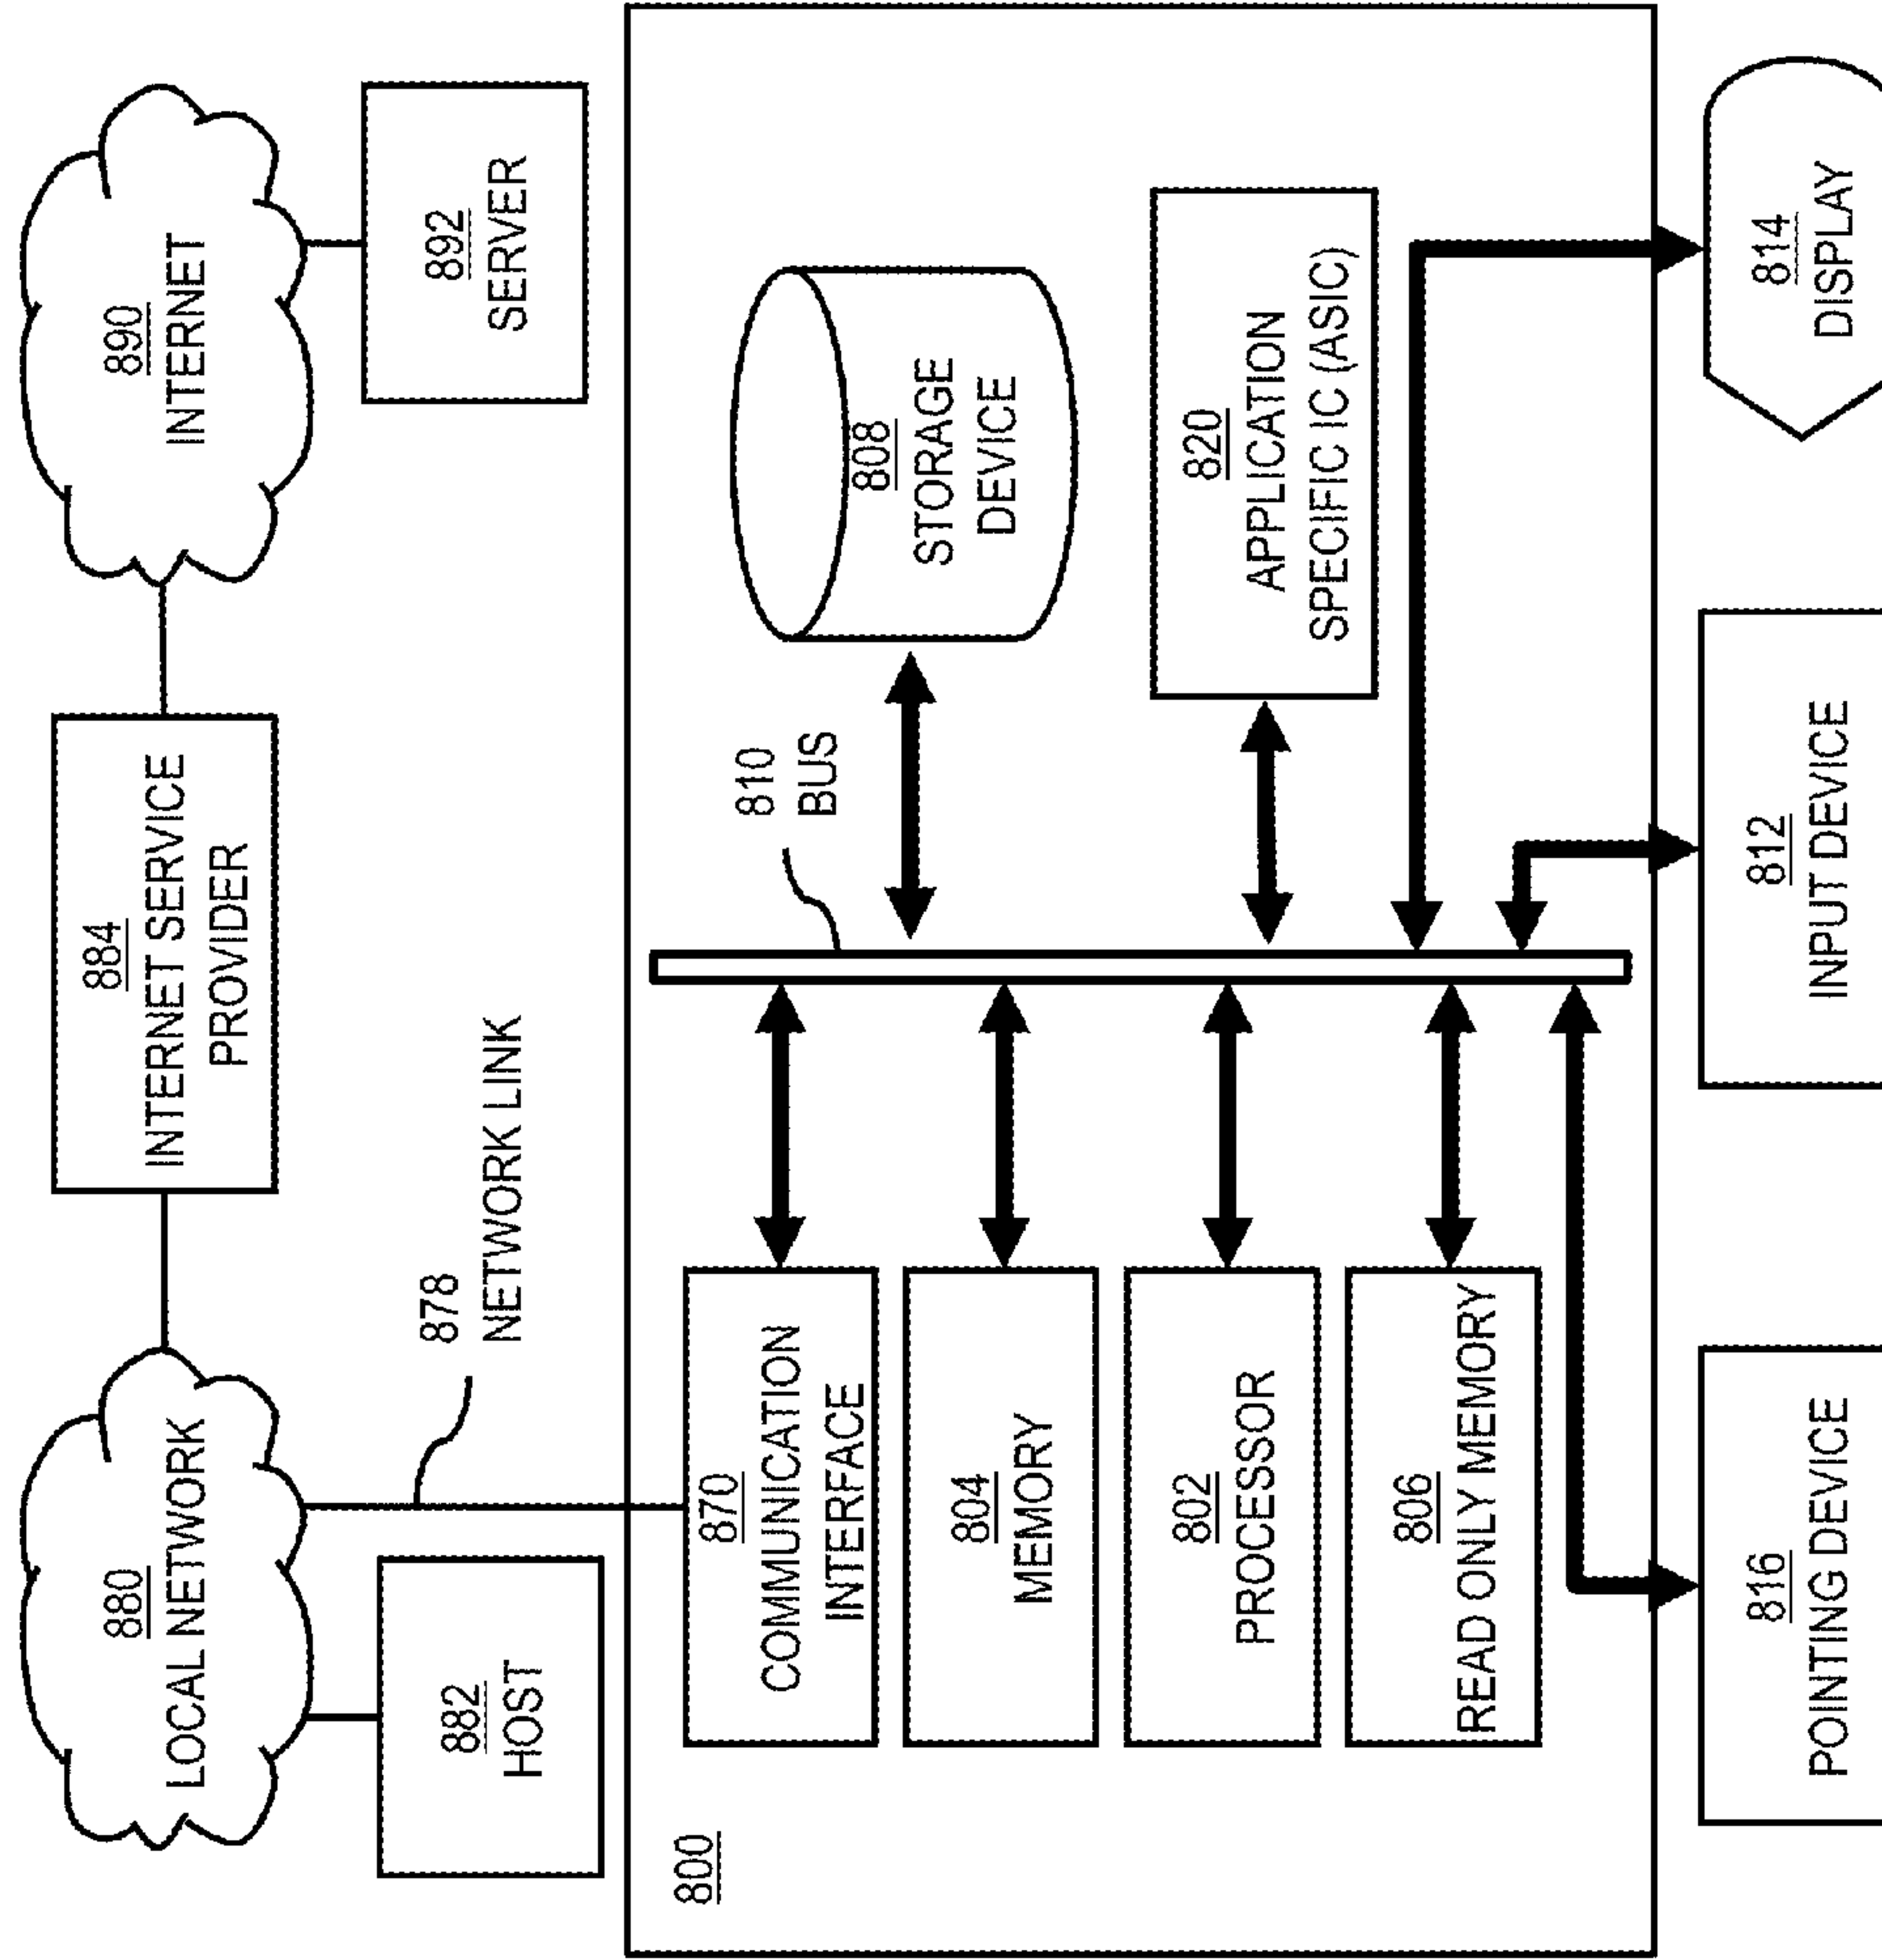 880
LOCAL NETWORK
884
INTERNET SERVICE
PROVIDER
890
INTERNET
882
HOST
878
NETWORK LINK
892
SERVER
800
870
COMMUNICATION
INTERFACE
810
BUS
808
STORAGE
DEVICE
804
MEMORY
802
PROCESSOR
820
APPLICATION
SPECIFIC IC (ASIC)
806
READ ONLY MEMORY
816
POINTING DEVICE
812
INPUT DEVICE
814
DISPLAY